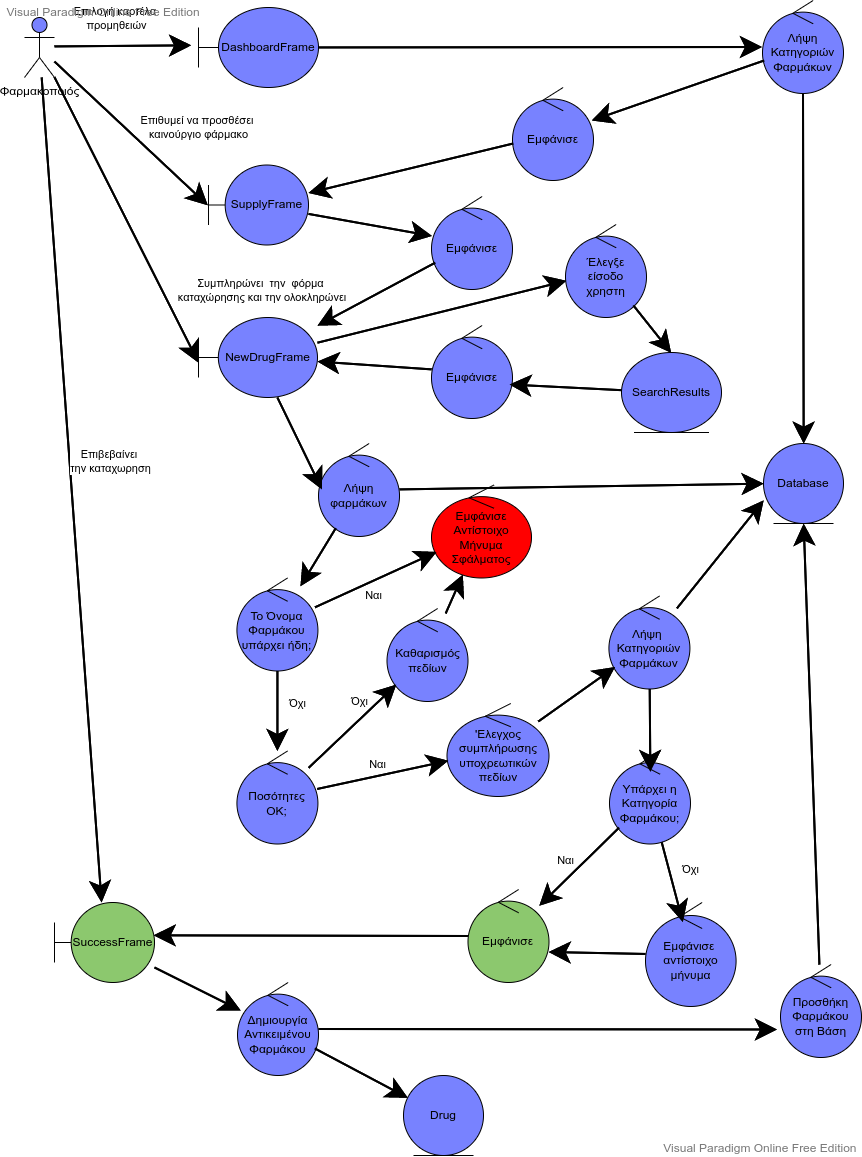 Visual Paradigm Online Free Edition
Επιλογή καρτέλα
προμηθειών
DashboardFrame
Λήψη
Κατηγοριών
Φαρμάκων
Φαρμακοποιός
Επιθυμεί να προσθέσει
καινούργιο φάρμακο
Εμφάνισε
SupplyFrame
Εμφάνισε
Έλεγξε
είσοδο
χρηστη
Συμπληρώνει την φόρμα
καταχώρησης και την ολοκληρώνει
NewDrugFrame
Εμφάνισε
SearchResults
Επιβεβαίνει
την καταχωρηση
Λήψη
φαρμάκων
Database
Εμφάνισε
Αντίστοιχο
Μήνυμα
Σφάλματος
Ναι
Το Όνομα
Φαρμάκου
υπάρχει ήδη;
Καθαρισμός
πεδίων
Λήψη
Κατηγοριών
Φαρμάκων
Όχι
Όχι
Ναι
'Ελεγχος
συμπλήρωσης
υποχρεωτικών
πεδίων
Ποσότητες
ΟΚ;
Υπάρχει η
Κατηγορία
Φαρμάκου;
Ναι
Όχι
SuccessFrame
Εμφάνισε
Εμφάνισε
αντίστοιχο
μήνυμα
Δημιουργία
Αντικειμένου
Φαρμάκου
Προσθήκη
Φαρμάκου
στη Βάση
Drug
Visual Paradigm Online Free Edition